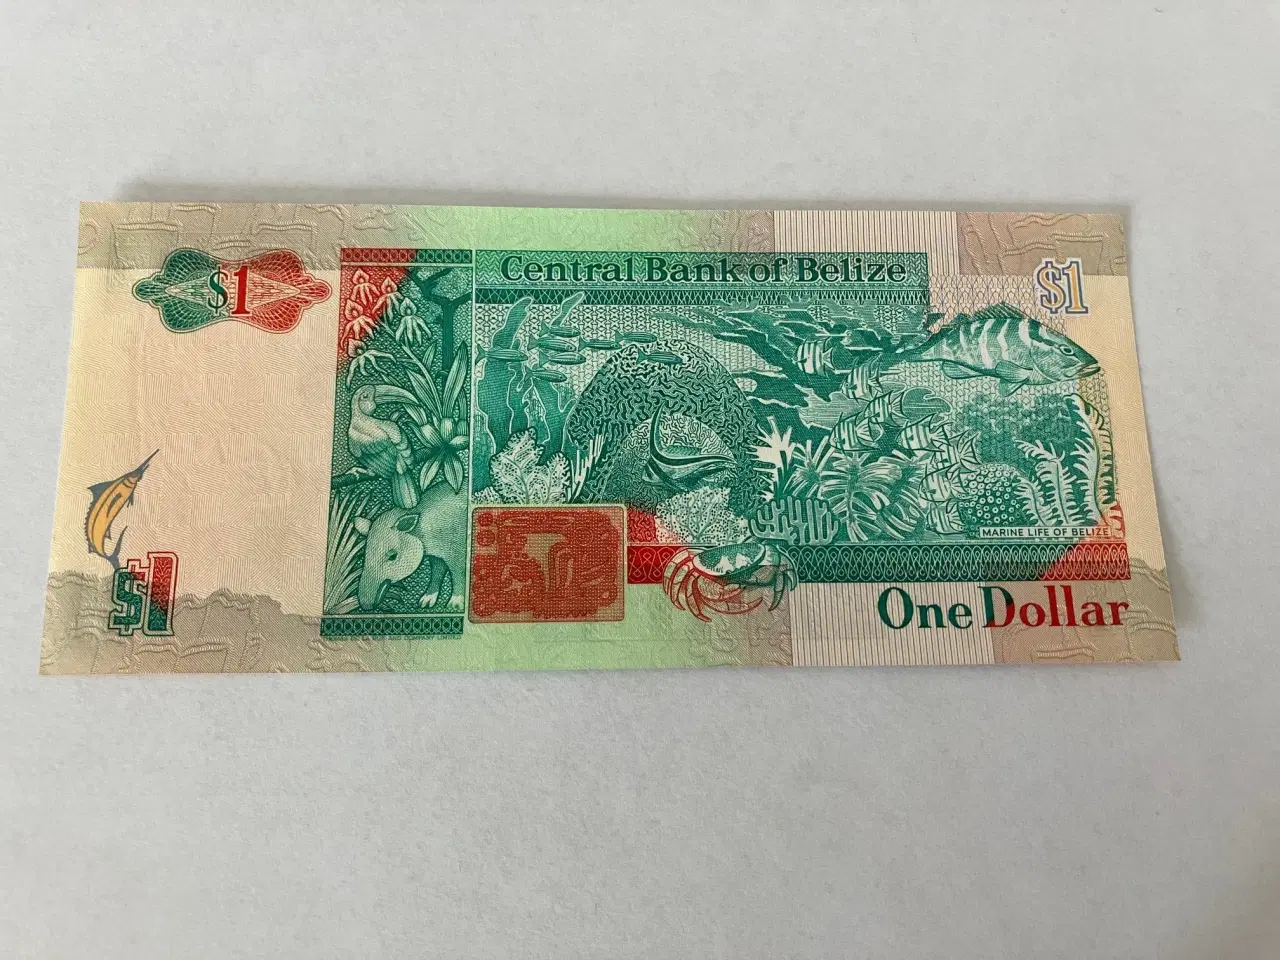 $1
Central Bank of Belize
$1
MARINE LIFE OF BELIZE
$1
One Dollar